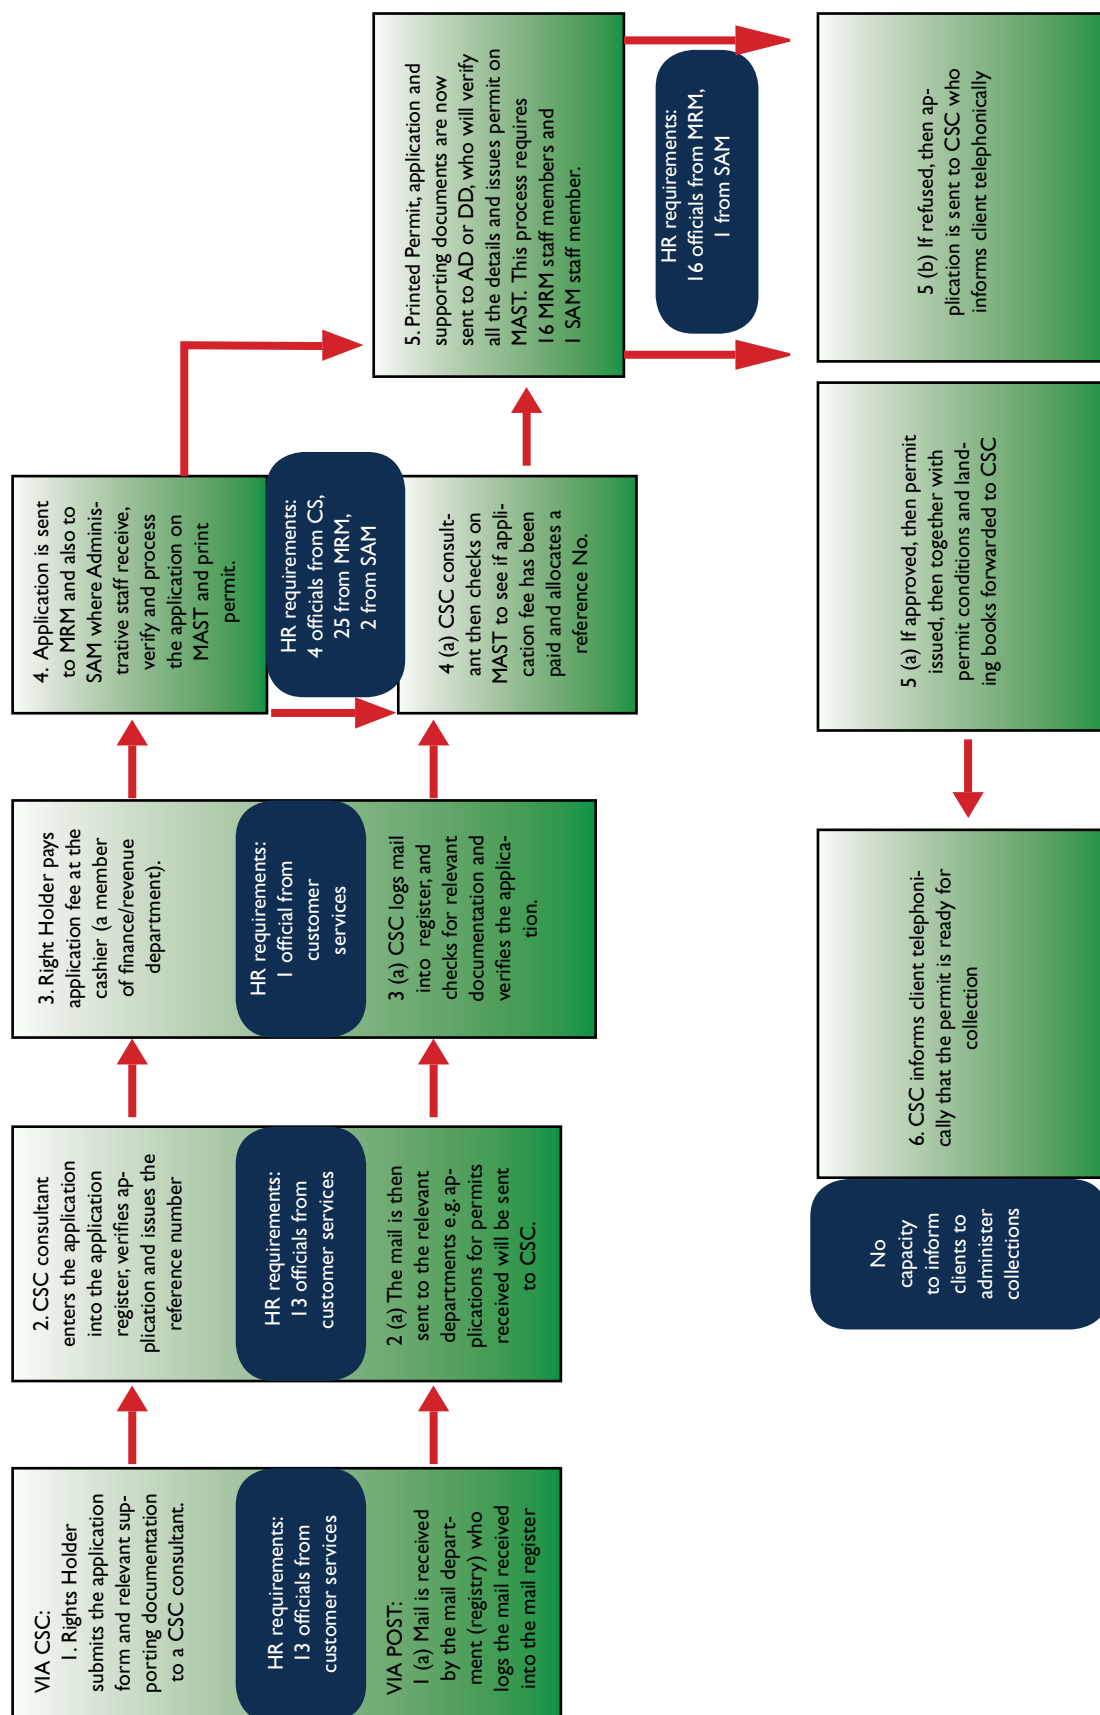 VIA CSC:
1. Rights Holder
submits the application
form and relevant sup-
porting documentation
to a CSC consultant.
HR requirements:
13 officials from
customer services
VIA POST:
1 (a) Mail is received
by the mail depart-
ment (registry) who
logs the mail received
into the mail register
2. CSC consultant
enters the application
into the application
register, verifies ap-
plication and issues the
reference number
HR requirements:
13 officials from
customer services
2 (a) The mail is then
sent to the relevant
departments e.g. ap-
plications for permits
received will be sent
to CSC.
3. Right Holder pays
application fee at the
cashier (a member
of finance/revenue
department).
HR requirements:
1 official from
customer
services
3 (a) CSC logs mail
into register, and
checks for relevant
documentation and
verifies the applica-
tion.
4. Application is sent
to MRM and also to
SAM where Adminis-
trative staff receive,
verify and process
the application on
MAST and print
permit.
HR requirements:
4 officials from CS,
25 from MRM,
2 from SAM
4 (a) CSC consult-
ant then checks on
MAST to see if appli-
cation fee has been
paid and allocates a
reference No.
5. Printed Permit, application and
supporting documents are now
sent to AD or DD, who will verify
all the details and issues permit on
MAST. This process requires
16 MRM staff members and
1 SAM staff member.
HR requirements:
16 officials from MRM,
1 from SAM
5 (a) If approved, then permit
issued, then together with
permit conditions and land-
ing books forwarded to CSC
5 (b) If refused, then ap-
plication is sent to CSC who
informs client telephonically
6. CSC informs client telephoni-
cally that the permit is ready for
collection
No
capacity
to inform
clients to
administer
collections